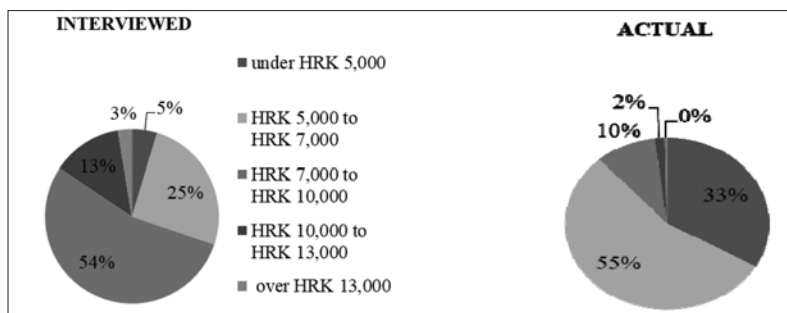 INTERVIEWED
3%
5%
13%
25%
54%
under HRK 5,000
HRK 5,000 to
HRK 7,000
HRK 7,000 to
HRK 10,000
HRK 10,000 to
HRK 13,000
over HRK 13,000
ACTUAL
2%
0%
10%
33%
55%